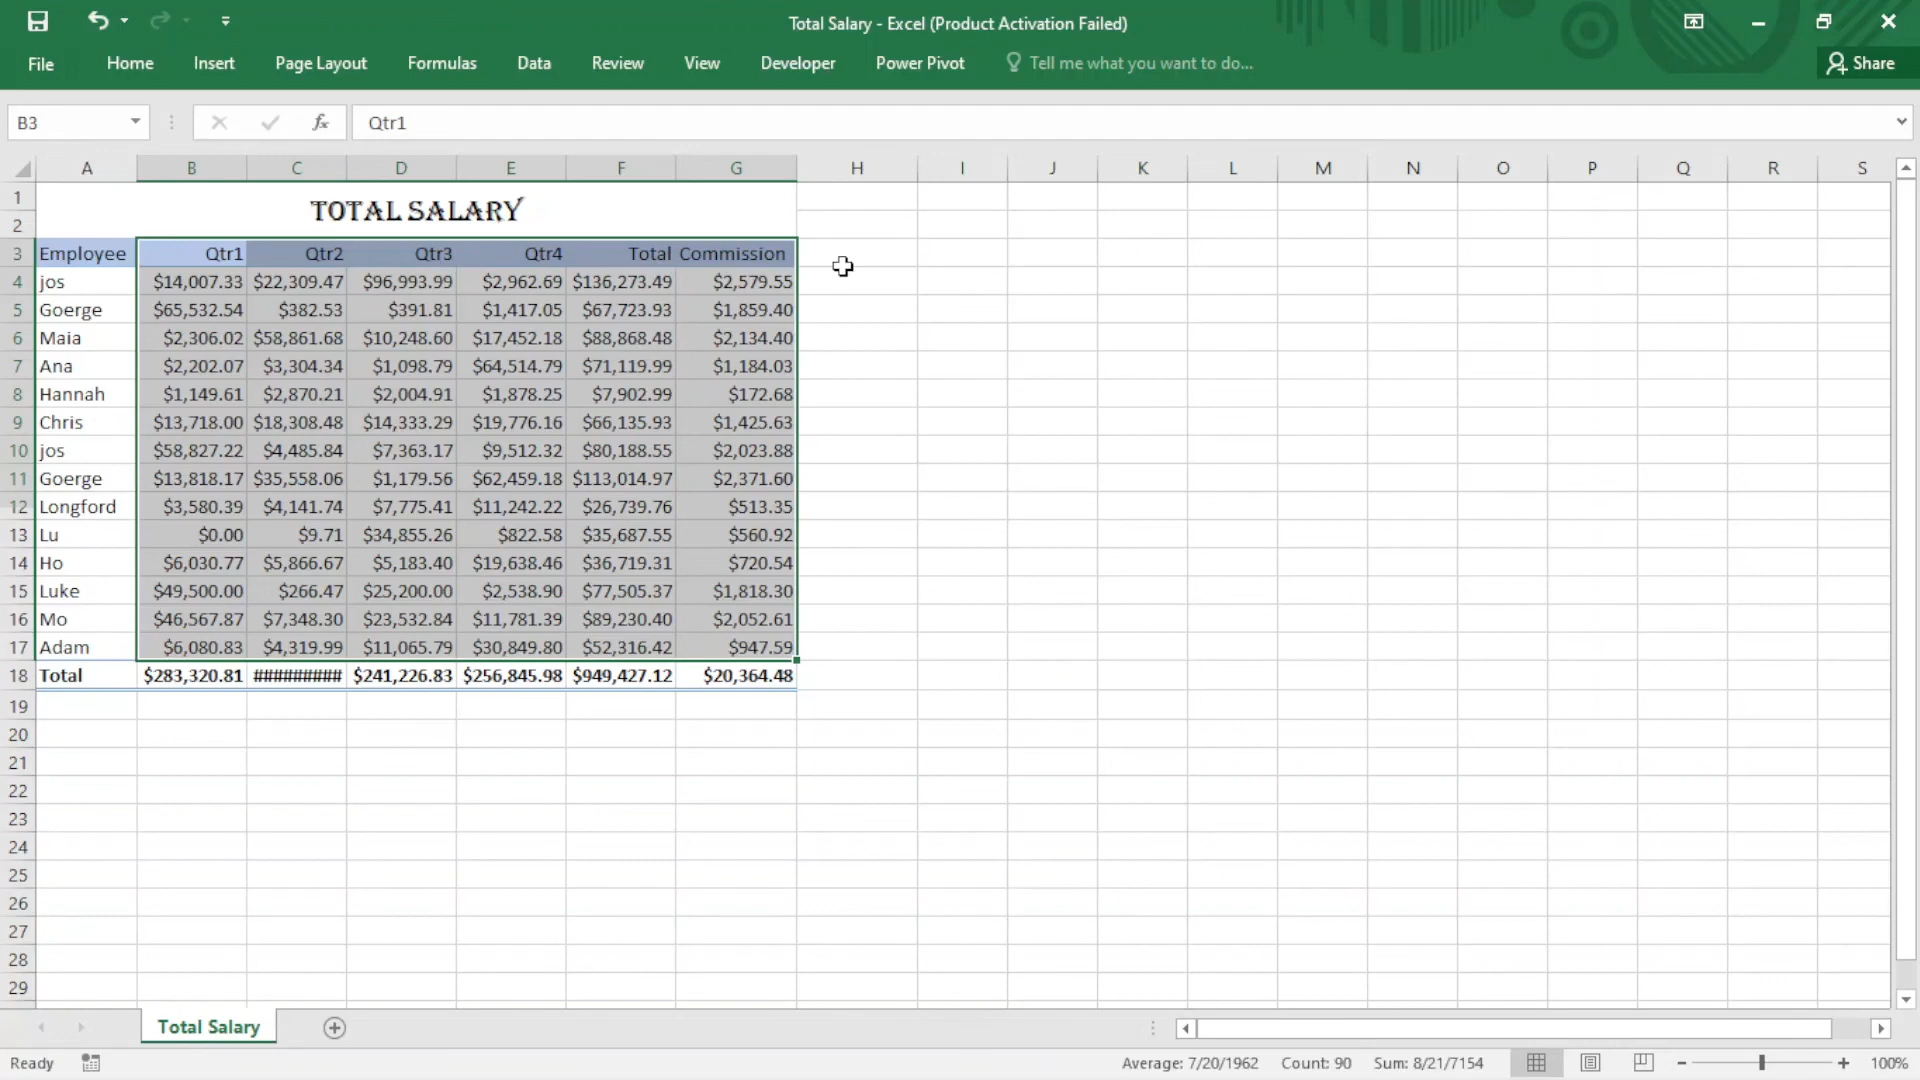 Total Salary - Excel (Product Activation Failed)
File Home Insert Page Layout Formulas Data Review View Developer Power Pivot Tell me what you want to do... Share
B3 fx Qtr1
A B C D E F G H I J K L M N O P Q R S
1
TOTAL SALARY
2
3 Employee Qtr1 Qtr2 Qtr3 Qtr4 Total Commission
4 jos $14,007.33 $22,309.47 $96,993.99 $2,962.69 $136,273.49 $2,579.55
5 Goerge $65,532.54 $382.53 $391.81 $1,417.05 $67,723.93 $1,859.40
6 Maia $2,306.02 $58,861.68 $10,248.60 $17,452.18 $88,868.48 $2,134.40
7 Ana $2,202.07 $3,304.34 $1,098.79 $64,514.79 $71,119.99 $1,184.03
8 Hannah $1,149.61 $2,870.21 $2,004.91 $1,878.25 $7,902.99 $172.68
9 Chris $13,718.00 $18,308.48 $14,333.29 $19,776.16 $66,135.93 $1,425.63
10 jos $58,827.22 $4,485.84 $7,363.17 $9,512.32 $80,188.55 $2,023.88
11 Goerge $13,818.17 $35,558.06 $1,179.56 $62,459.18 $113,014.97 $2,371.60
12 Longford $3,580.39 $4,141.74 $7,775.41 $11,242.22 $26,739.76 $513.35
13 Lu $0.00 $9.71 $34,855.26 $822.58 $35,687.55 $560.92
14 Ho $6,030.77 $5,866.67 $5,183.40 $19,638.46 $36,719.31 $720.54
15 Luke $49,500.00 $266.47 $25,200.00 $2,538.90 $77,505.37 $1,818.30
16 Mo $46,567.87 $7,348.30 $23,532.84 $11,781.39 $89,230.40 $2,052.61
17 Adam $6,080.83 $4,319.99 $11,065.79 $30,849.80 $52,316.42 $947.59
18 Total $283,320.81 ######### $241,226.83 $256,845.98 $949,427.12 $20,364.48
19
20
21
22
23
24
25
26
27
28
29
Total Salary
Ready Average: 7/20/1962 Count: 90 Sum: 8/21/7154 100%